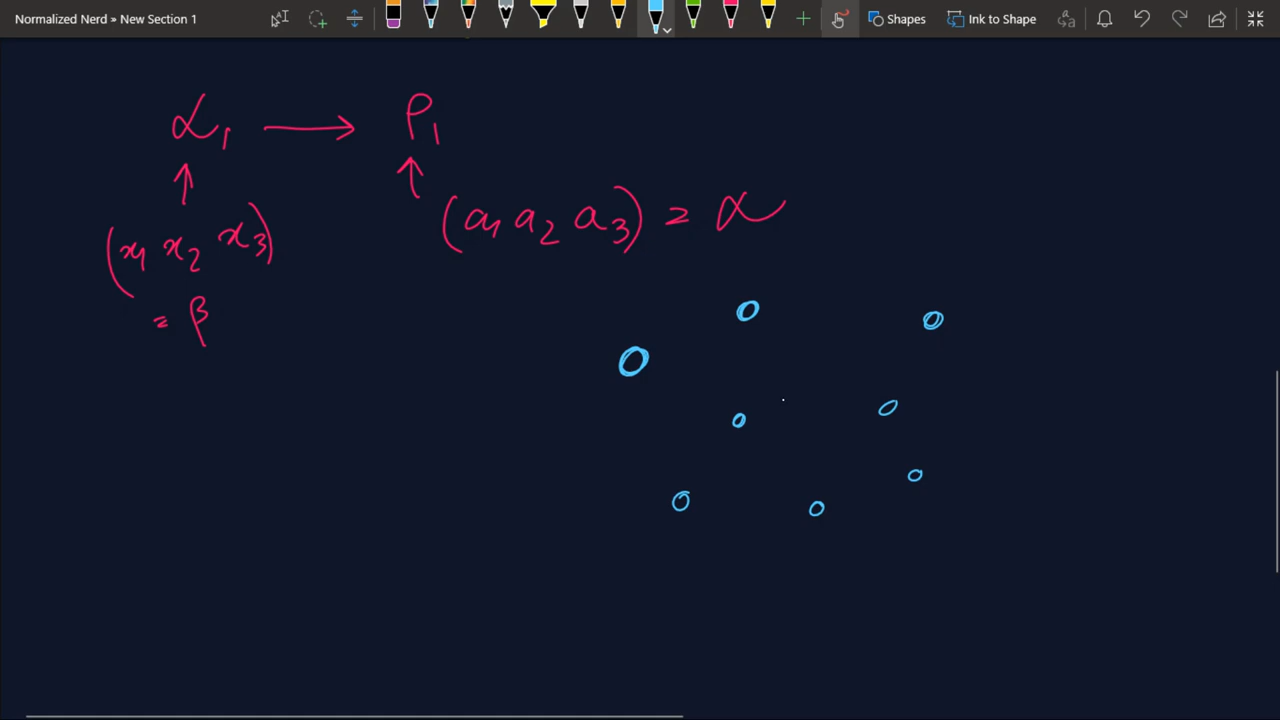 Normalized Nerd » New Section 1
Shapes
Ink to Shape
α₁ → P₁
(x₁ x₂ x₃)
= β
(a₁ a₂ a₃) = α